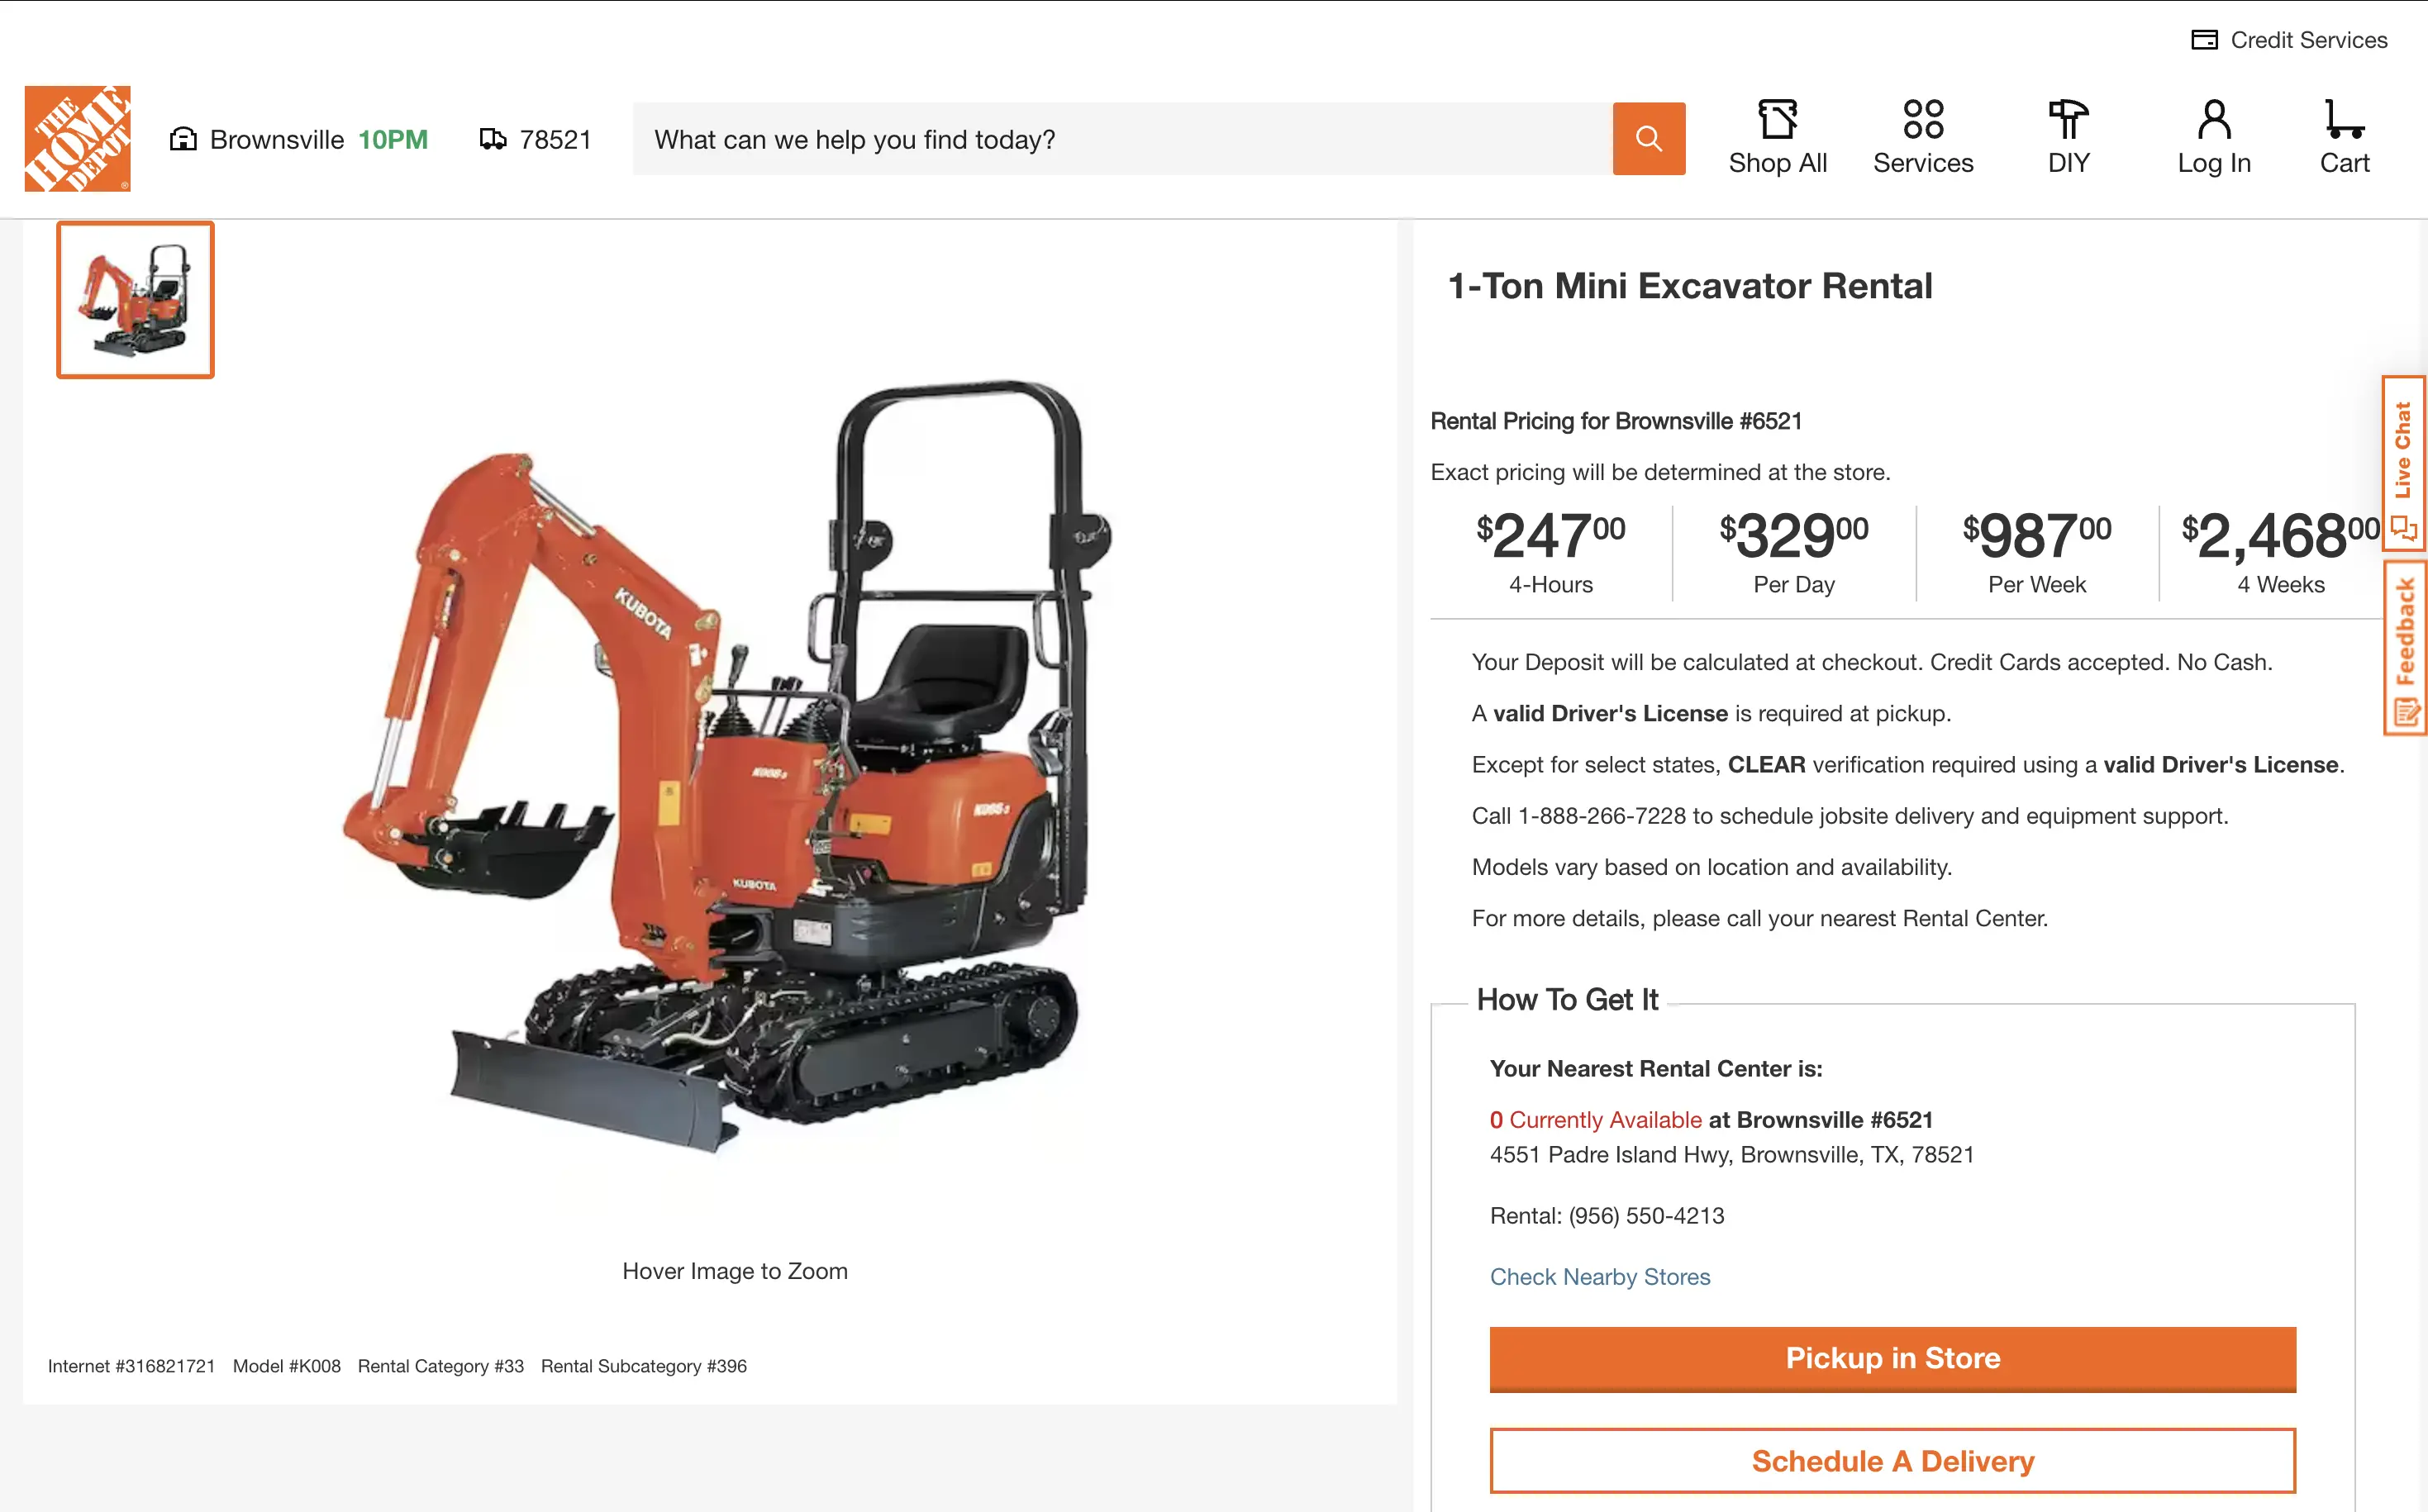 Credit Services
THE HOME DEPOT
Brownsville 10PM
78521
What can we help you find today?
Shop All
Services
DIY
Log In
Cart
KUBOTA
KUBOTA
Hover Image to Zoom
Internet #316821721 Model #K008 Rental Category #33 Rental Subcategory #396
1-Ton Mini Excavator Rental
Rental Pricing for Brownsville #6521
Exact pricing will be determined at the store.
$24700 $32900 $98700 $2,46800
4-Hours Per Day Per Week 4 Weeks
Your Deposit will be calculated at checkout. Credit Cards accepted. No Cash.
A valid Driver's License is required at pickup.
Except for select states, CLEAR verification required using a valid Driver's License.
Call 1-888-266-7228 to schedule jobsite delivery and equipment support.
Models vary based on location and availability.
For more details, please call your nearest Rental Center.
How To Get It
Your Nearest Rental Center is:
0 Currently Available at Brownsville #6521
4551 Padre Island Hwy, Brownsville, TX, 78521
Rental: (956) 550-4213
Check Nearby Stores
Pickup in Store
Schedule A Delivery
Live Chat
Feedback